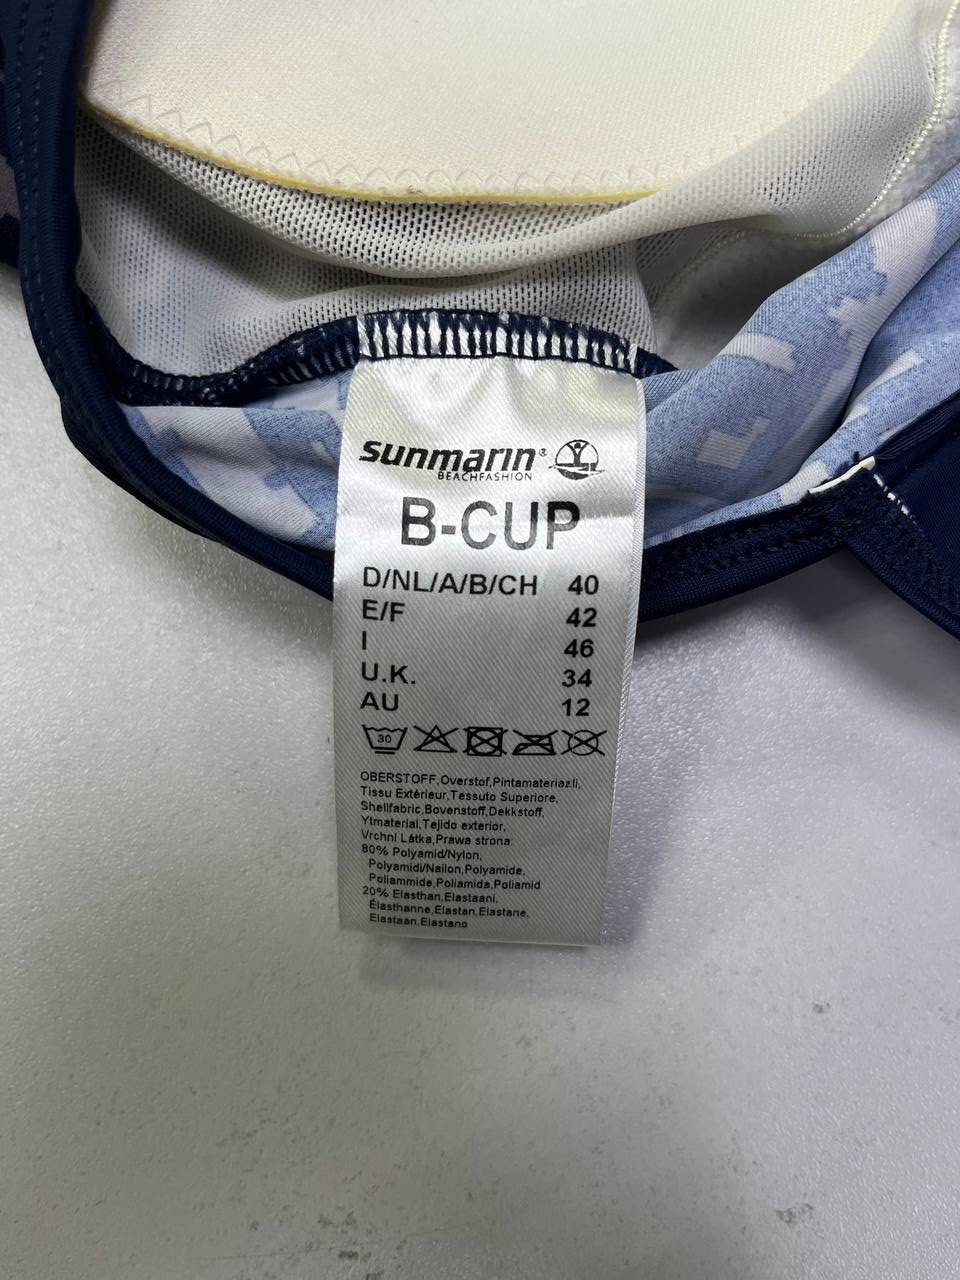 sunmarin®
BEACHFASHION
B-CUP
D/NL/A/B/CH 40
E/F 42
I 46
U.K. 34
AU 12
30
OBERSTOFF,Overstof,Pintamateriaali,
Tissu Extérieur,Tessuto Superiore,
Shellfabric,Bovenstoff,Dekkstoff,
Ytmaterial,Tejido exterior,
Vrchní Látka,Prawa strona:
80% Polyamid/Nylon,
Polyamidi/Nailon,Polyamide,
Poliammide,Poliamida,Poliamid
20% Elasthan,Elastaani,
Élasthanne,Elastan,Elastane,
Elastaan,Elastano